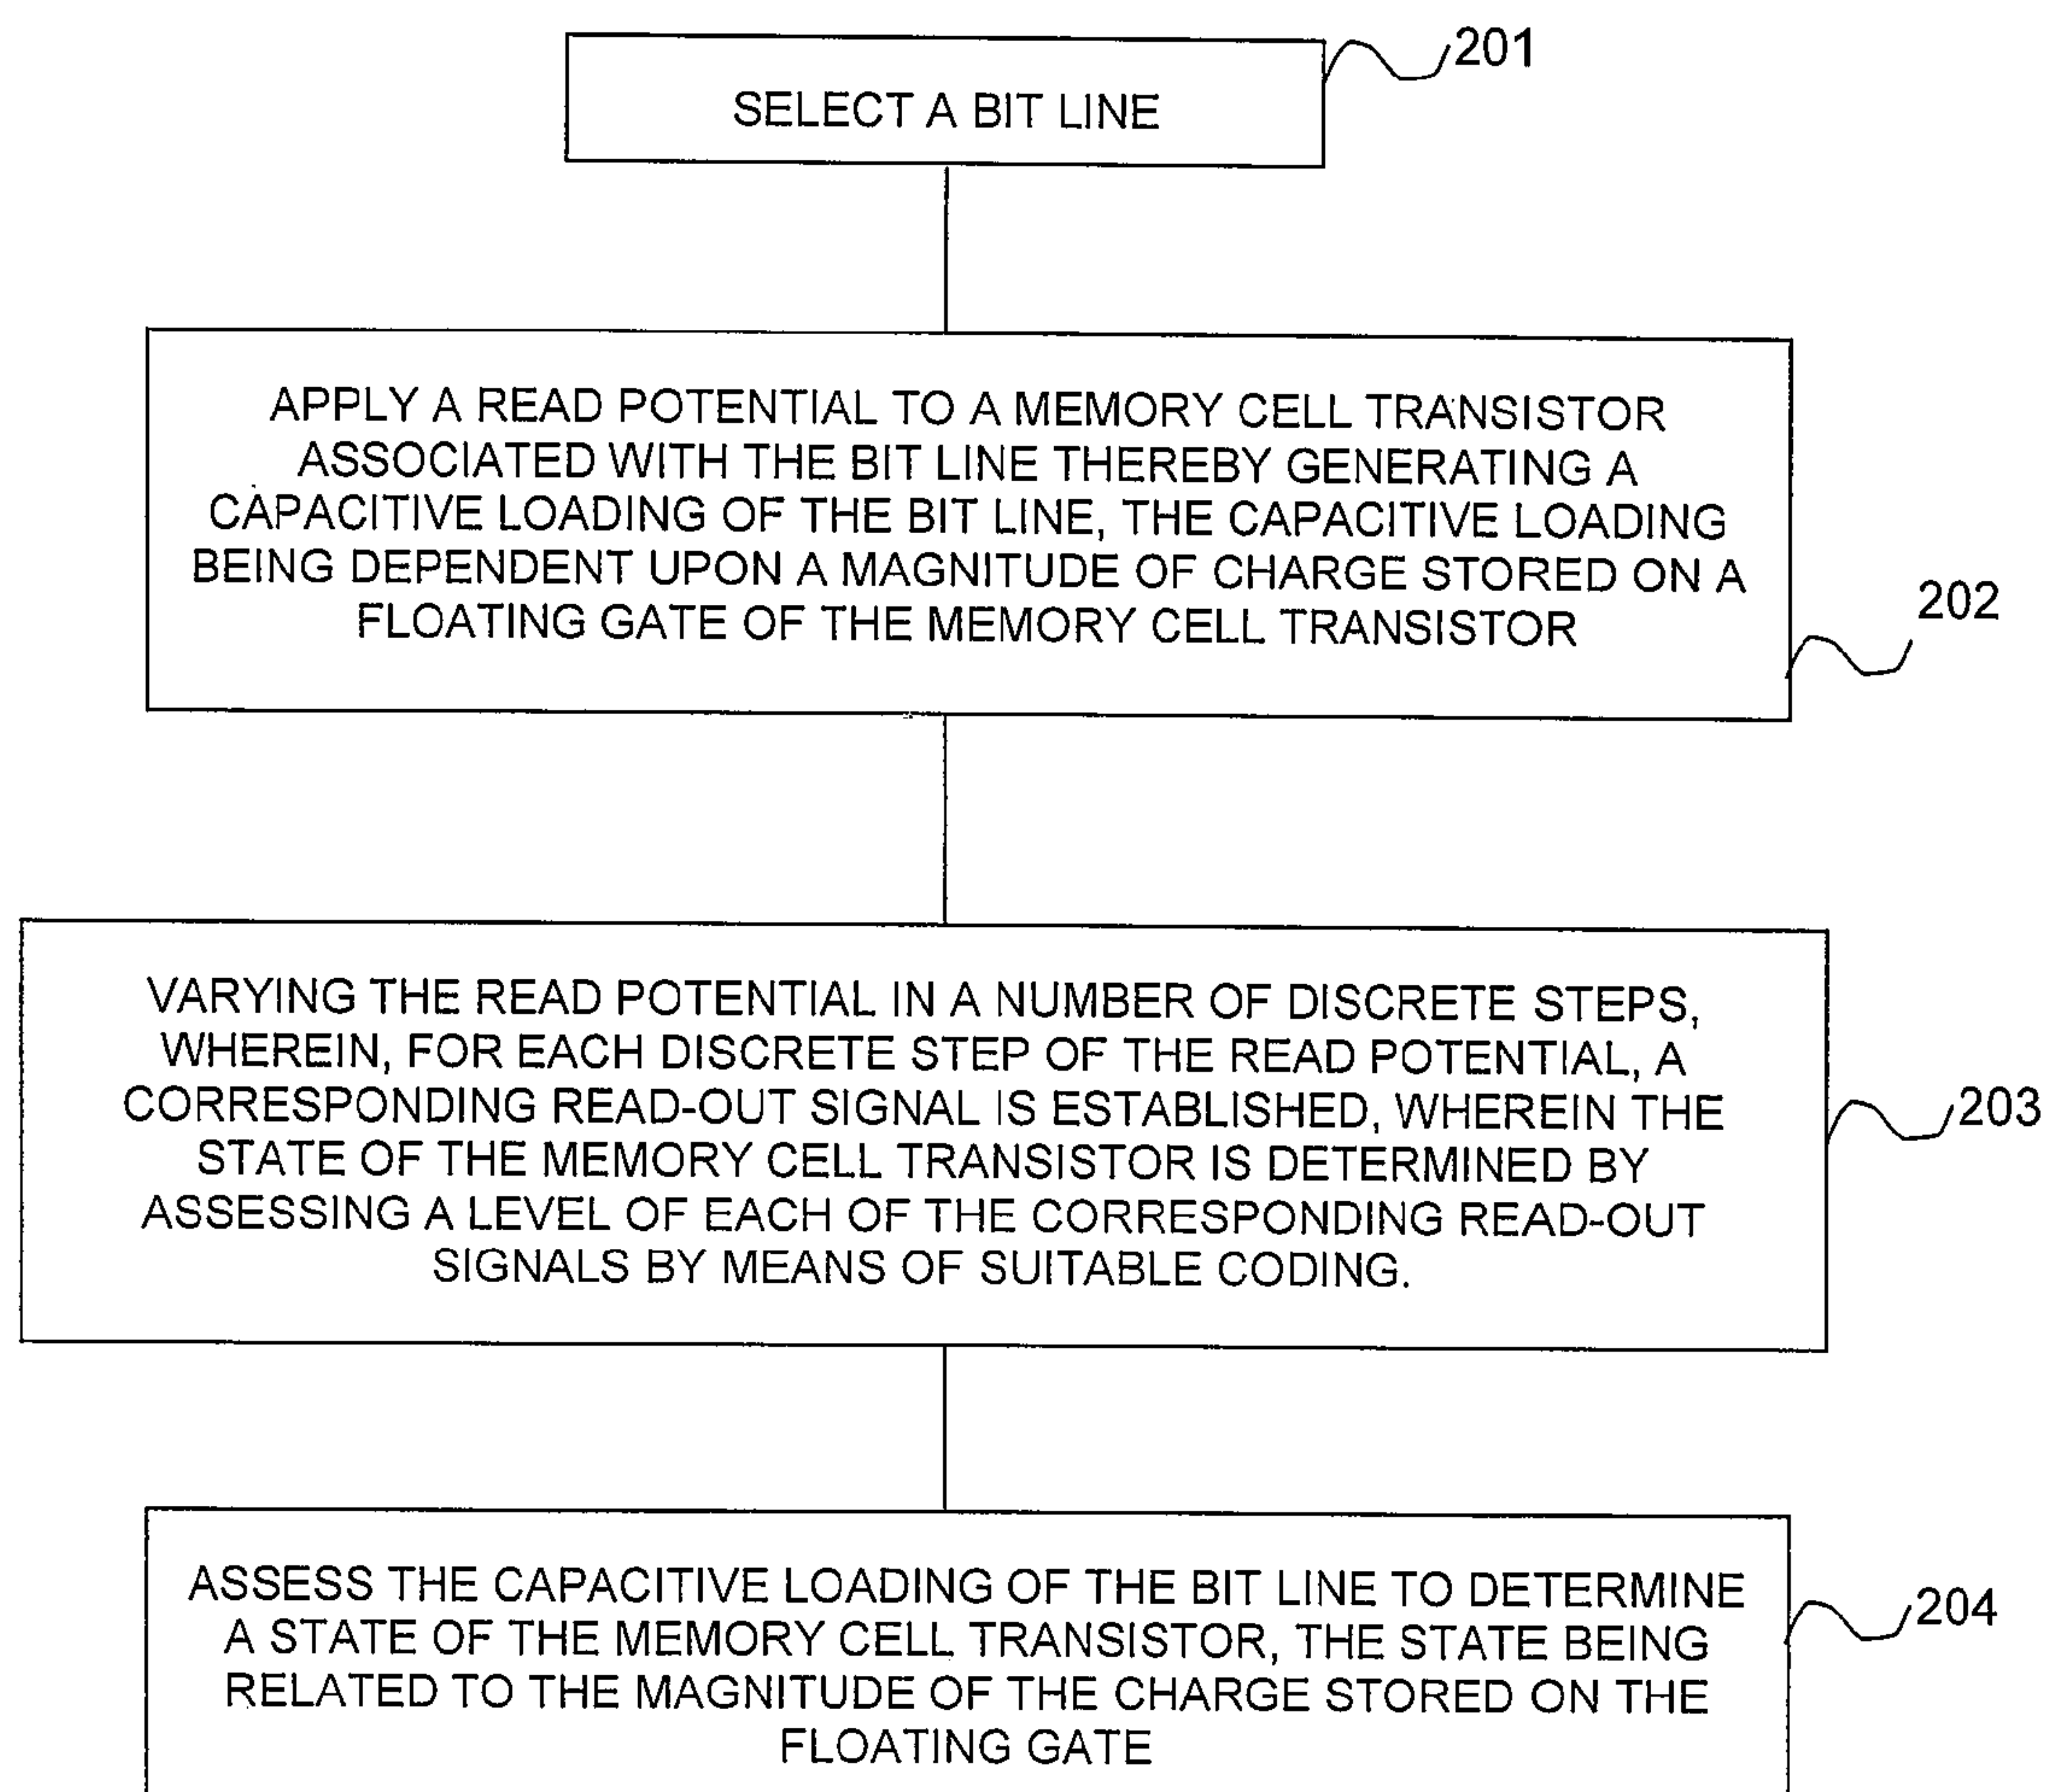 201
SELECT A BIT LINE
APPLY A READ POTENTIAL TO A MEMORY CELL TRANSISTOR
ASSOCIATED WITH THE BIT LINE THEREBY GENERATING A
CAPACITIVE LOADING OF THE BIT LINE, THE CAPACITIVE LOADING
BEING DEPENDENT UPON A MAGNITUDE OF CHARGE STORED ON A
FLOATING GATE OF THE MEMORY CELL TRANSISTOR
202
VARYING THE READ POTENTIAL IN A NUMBER OF DISCRETE STEPS,
WHEREIN, FOR EACH DISCRETE STEP OF THE READ POTENTIAL, A
CORRESPONDING READ-OUT SIGNAL IS ESTABLISHED, WHEREIN THE
STATE OF THE MEMORY CELL TRANSISTOR IS DETERMINED BY
ASSESSING A LEVEL OF EACH OF THE CORRESPONDING READ-OUT
SIGNALS BY MEANS OF SUITABLE CODING.
203
ASSESS THE CAPACITIVE LOADING OF THE BIT LINE TO DETERMINE
A STATE OF THE MEMORY CELL TRANSISTOR, THE STATE BEING
RELATED TO THE MAGNITUDE OF THE CHARGE STORED ON THE
FLOATING GATE
204